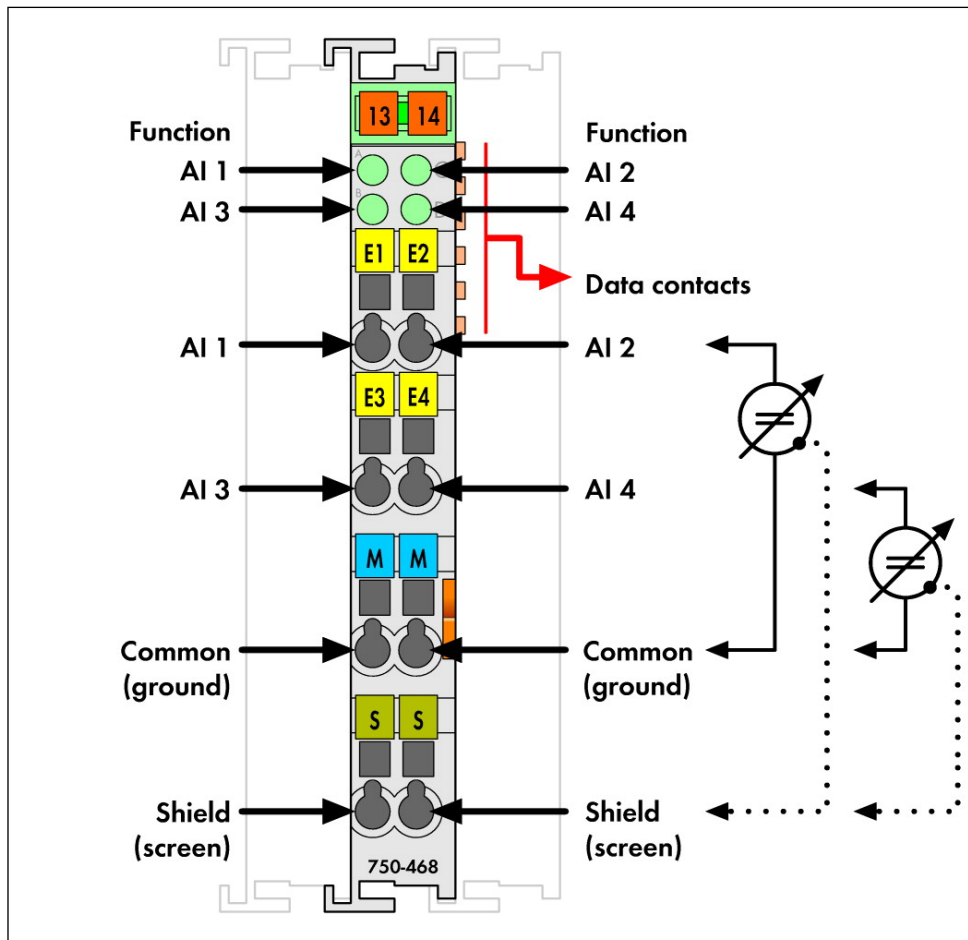 13 14
Function
Function
A
C
AI 1
AI 2
B
AI 3
AI 4
E1 E2
Data contacts
AI 1
AI 2
E3 E4
AI 3
AI 4
M M
Common
(ground)
Common
(ground)
S S
Shield
(screen)
Shield
(screen)
750-468